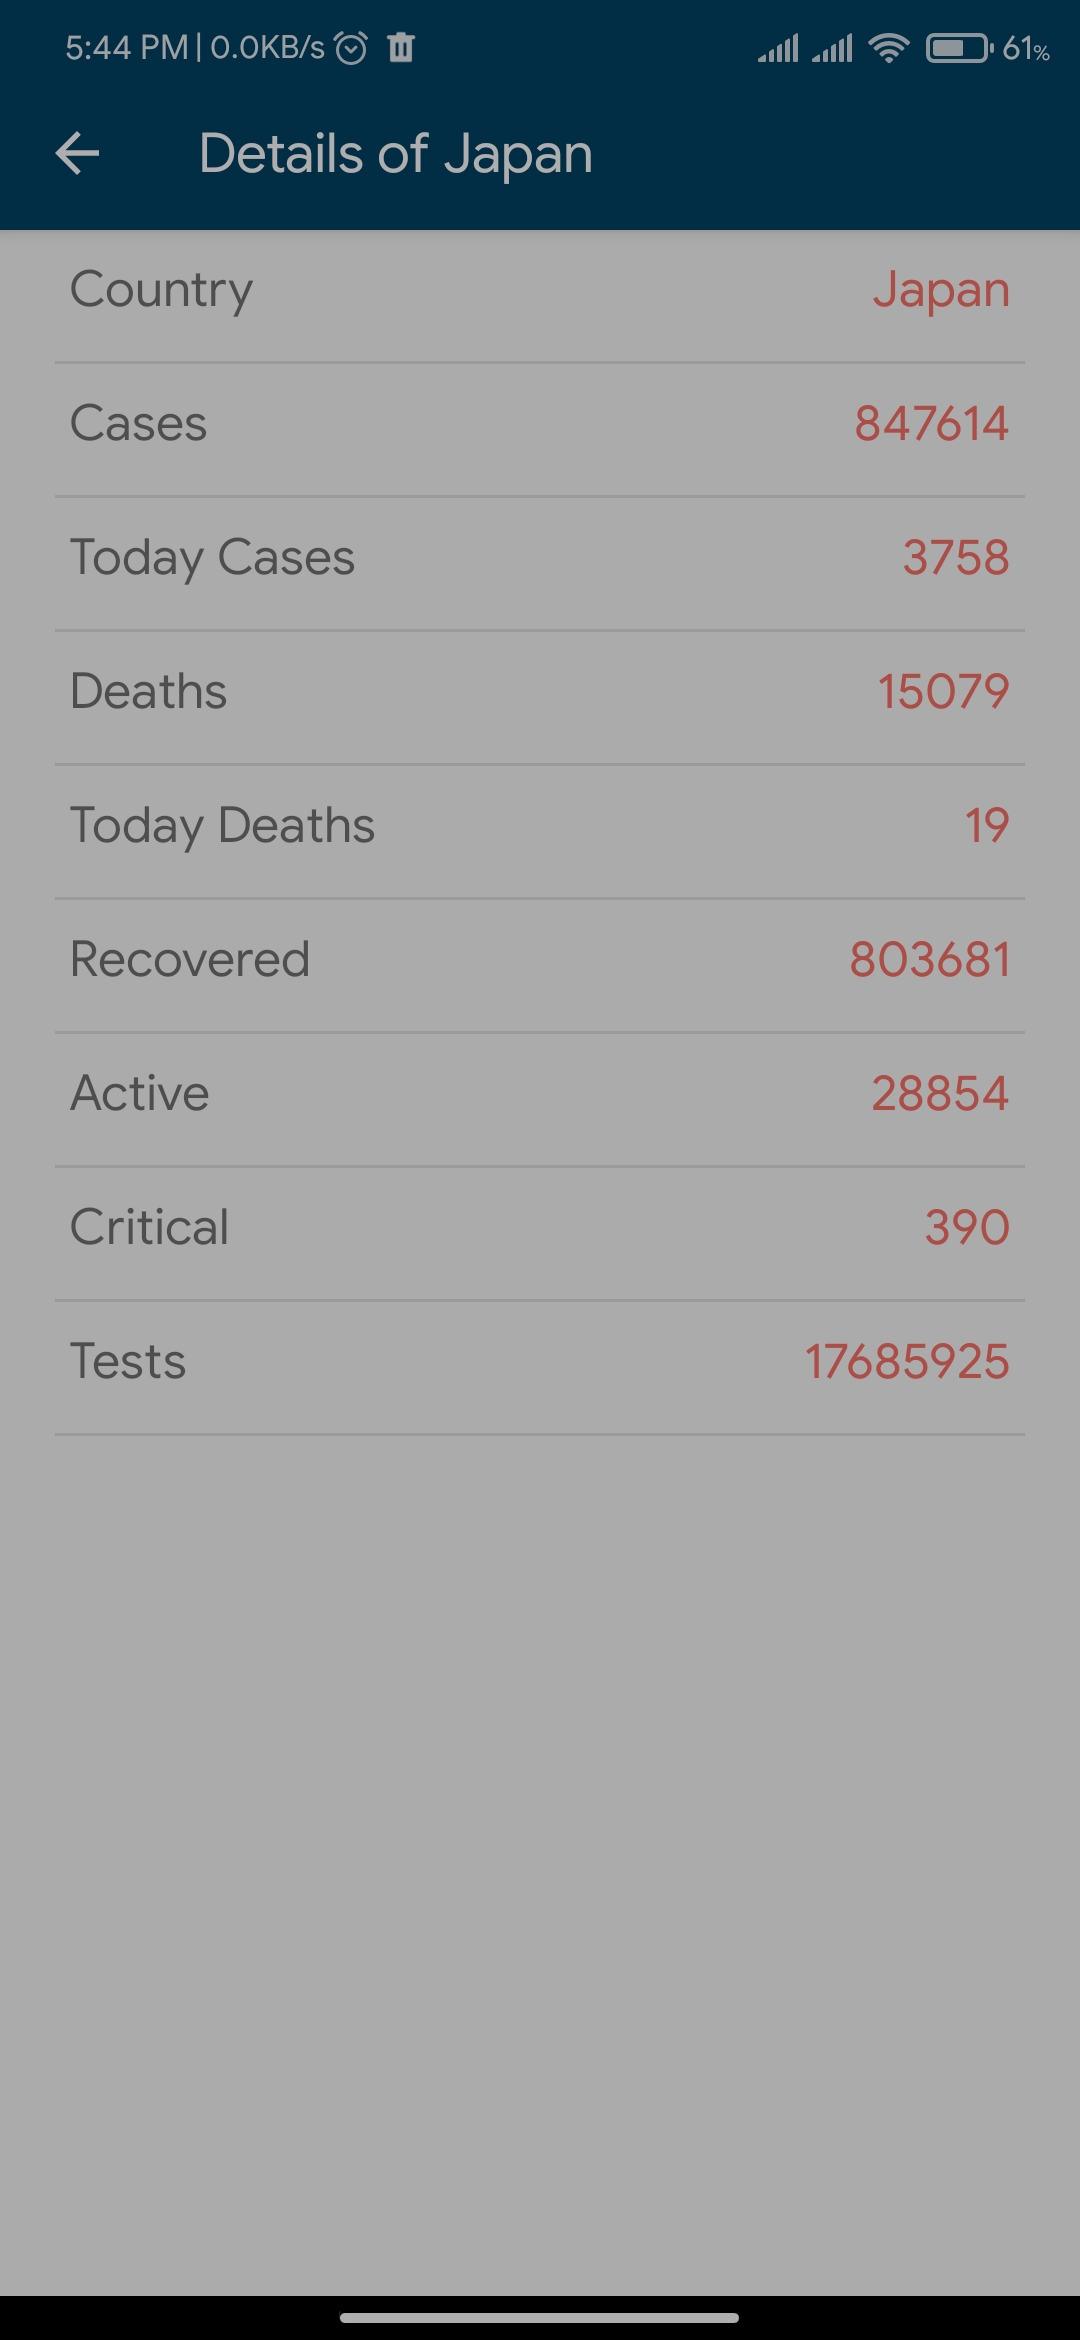 5:44 PM | 0.0KB/s 61%
Details of Japan
Country Japan
Cases 847614
Today Cases 3758
Deaths 15079
Today Deaths 19
Recovered 803681
Active 28854
Critical 390
Tests 17685925